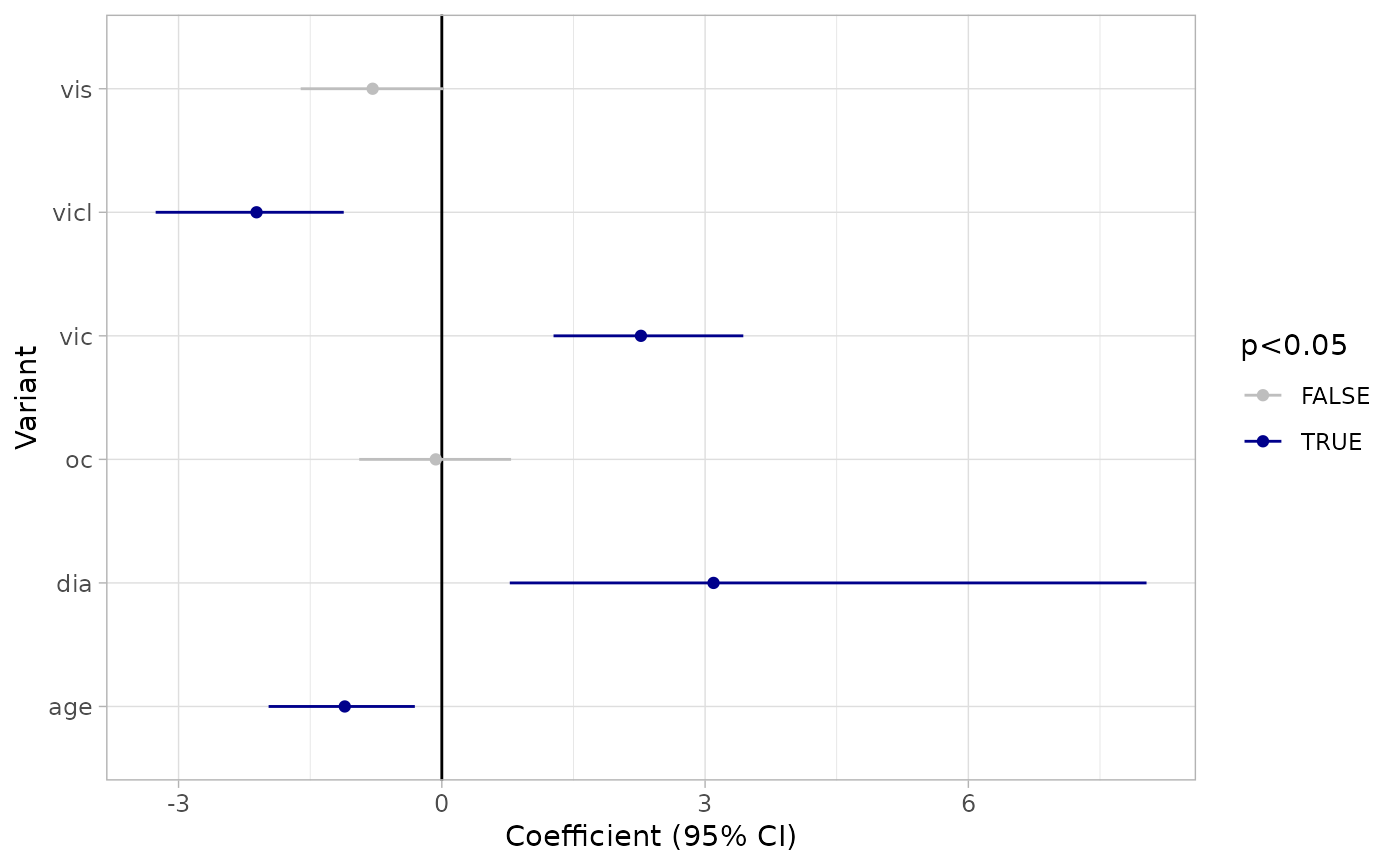 vis
vicl
vic
oc
dia
age
Variant
-3 0 3 6
Coefficient (95% CI)
p<0.05
FALSE
TRUE